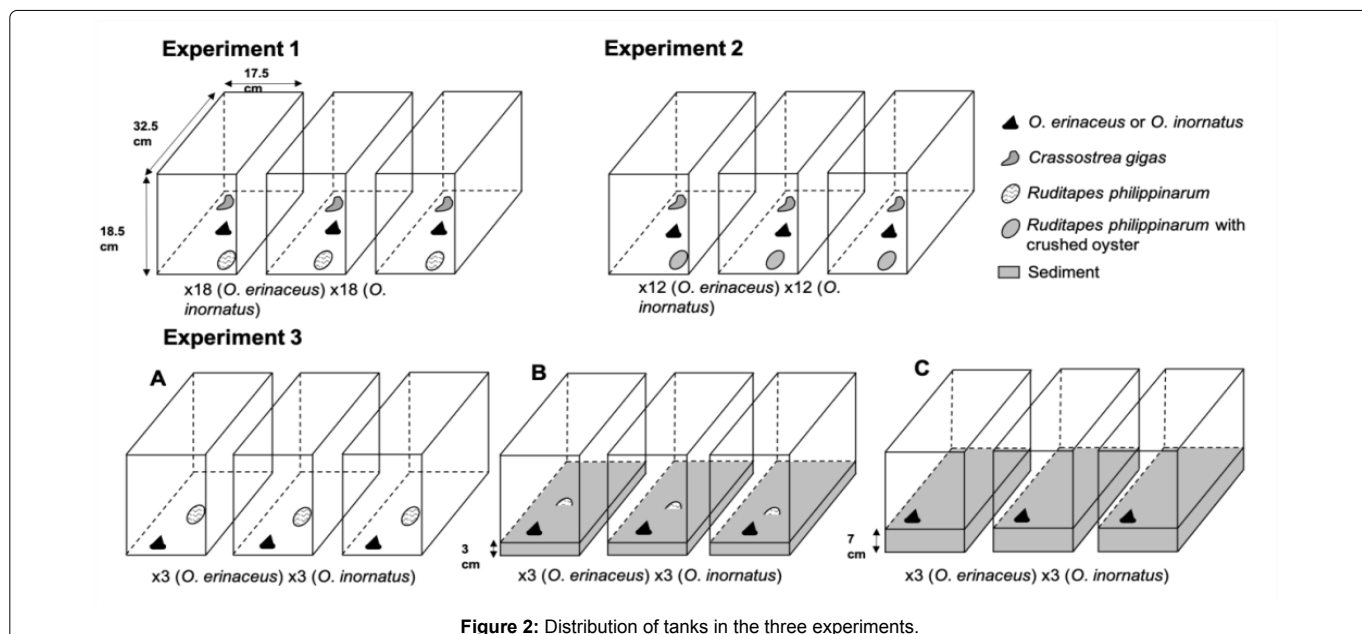 Experiment 1
Experiment 2
17.5
cm
32.5
cm
18.5
cm
x18 (O. erinaceus) x18 (O.
inornatus)
x12 (O. erinaceus) x12 (O.
inornatus)
O. erinaceus or O. inornatus
Crassostrea gigas
Ruditapes philippinarum
Ruditapes philippinarum with
crushed oyster
Sediment
Experiment 3
A
B
C
3
cm
7
cm
x3 (O. erinaceus) x3 (O. inornatus)
x3 (O. erinaceus) x3 (O. inornatus)
x3 (O. erinaceus) x3 (O. inornatus)
Figure 2: Distribution of tanks in the three experiments.